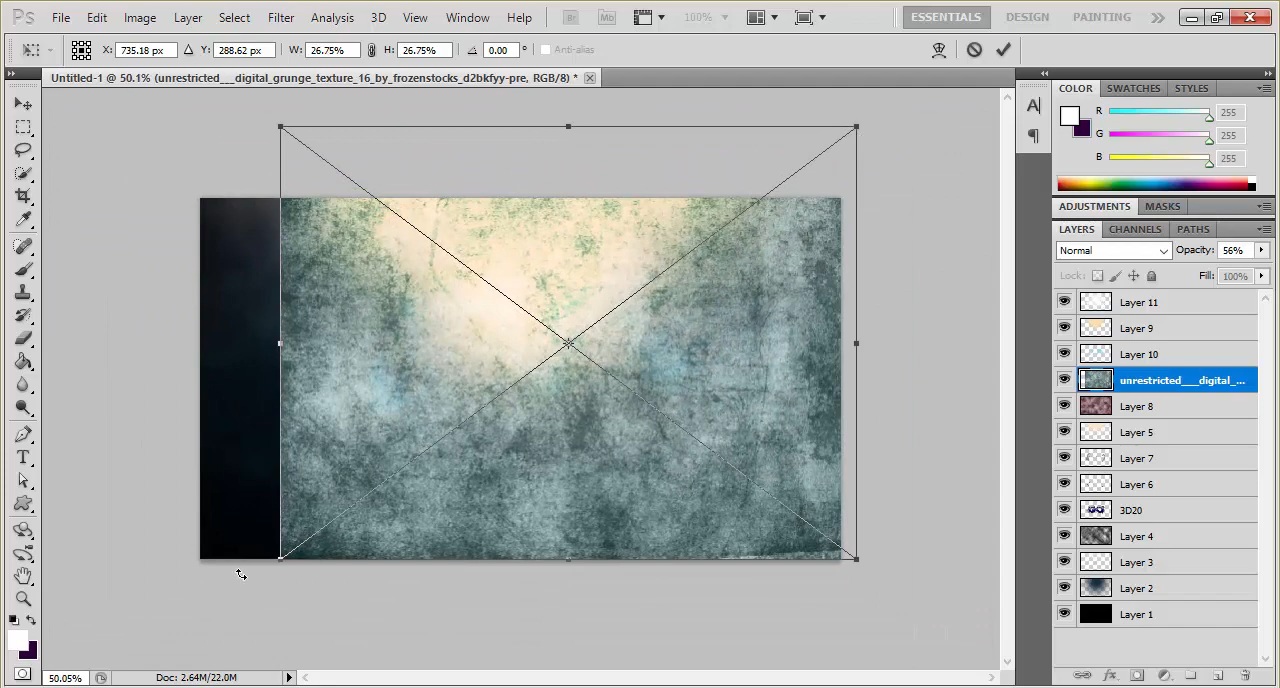 Ps File Edit Image Layer Select Filter Analysis 3D View Window Help Br Mb 100% ESSENTIALS DESIGN PAINTING
X: 735.18 px Y: 288.62 px W: 26.75% H: 26.75% 0.00 ° Anti-alias
Untitled-1 @ 50.1% (unrestricted___digital_grunge_texture_16_by_frozenstocks_d2bkfyy-pre, RGB/8) *
COLOR SWATCHES STYLES
R 255
G 255
B 255
ADJUSTMENTS MASKS
LAYERS CHANNELS PATHS
Normal Opacity: 56%
Lock: Fill: 100%
Layer 11
Layer 9
Layer 10
unrestricted___digital_...
Layer 8
Layer 5
Layer 7
Layer 6
3D20
Layer 4
Layer 3
Layer 2
Layer 1
50.05% Doc: 2.64M/22.0M